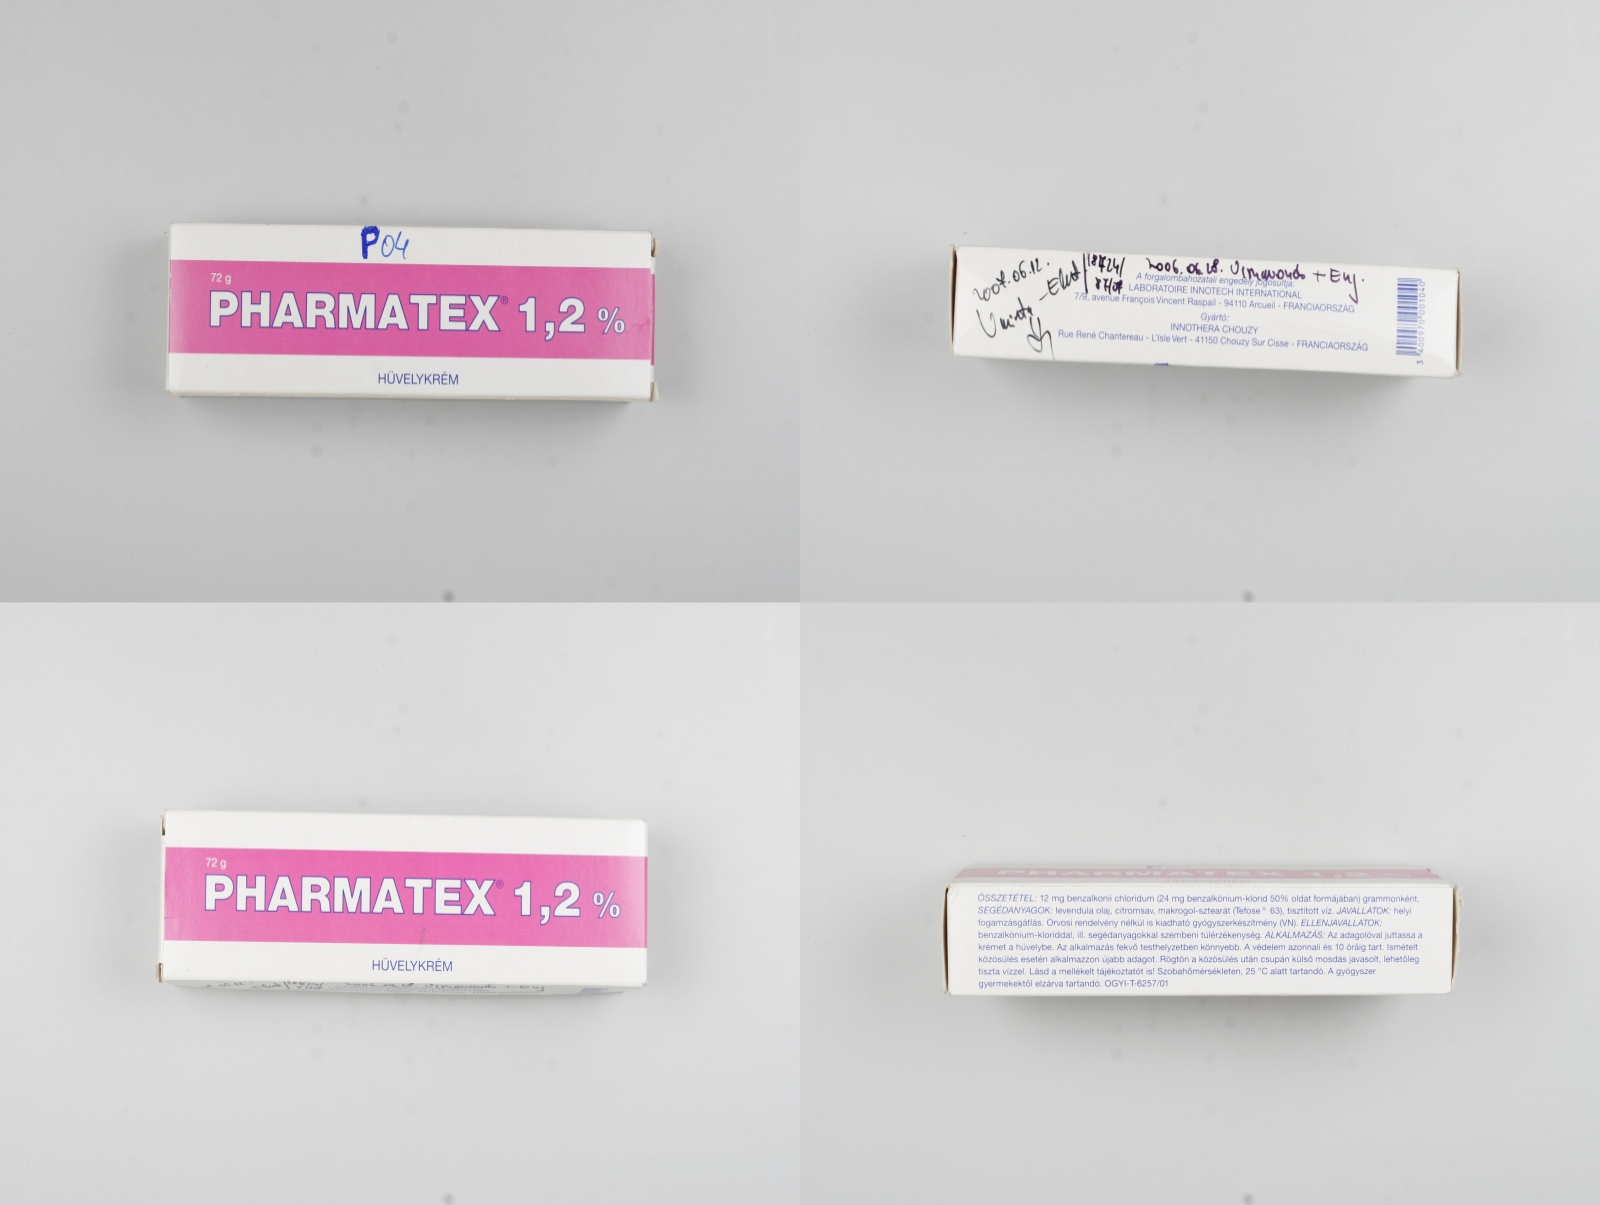 P04
72 g
PHARMATEX® 1,2 %
HÜVELYKRÉM
2007.06.12.
2006.06.28.
A forgalombahozatali engedély jogosultja:
LABORATOIRE INNOTECH INTERNATIONAL
7/9, avenue François Vincent Raspail - 94110 Arcueil - FRANCIAORSZÁG
Gyártó:
INNOTHERA CHOUZY
Rue René Chantereau - L'Isle Vert - 41150 Chouzy Sur Cisse - FRANCIAORSZÁG
3 400970 001040
72 g
PHARMATEX® 1,2 %
HÜVELYKRÉM
ÖSSZETÉTEL: 12 mg benzalkonii chloridum (24 mg benzalkónium-klorid 50% oldat formájában) grammonként.
SEGÉDANYAGOK: levendula olaj, citromsav, makrogol-sztearát (Tefose® 63), tisztított víz. JAVALLATOK: helyi
fogamzásgátlás. Orvosi rendelvény nélkül is kiadható gyógyszerkészítmény (VN). ELLENJAVALLATOK:
benzalkónium-kloriddal, ill. segédanyagokkal szembeni túlérzékenység. ALKALMAZÁS: Az adagolóval juttassa a
krémet a hüvelybe. Az alkalmazás fekvő testhelyzetben könnyebb. A védelem azonnali és 10 óráig tart. Ismételt
közösülés esetén alkalmazzon újabb adagot. Rögtön a közösülés után csupán külső mosdás javasolt, lehetőleg
tiszta vízzel. Lásd a mellékelt tájékoztatót is! Szobahőmérsékleten, 25 °C alatt tartandó. A gyógyszer
gyermekektől elzárva tartandó. OGYI-T-6257/01